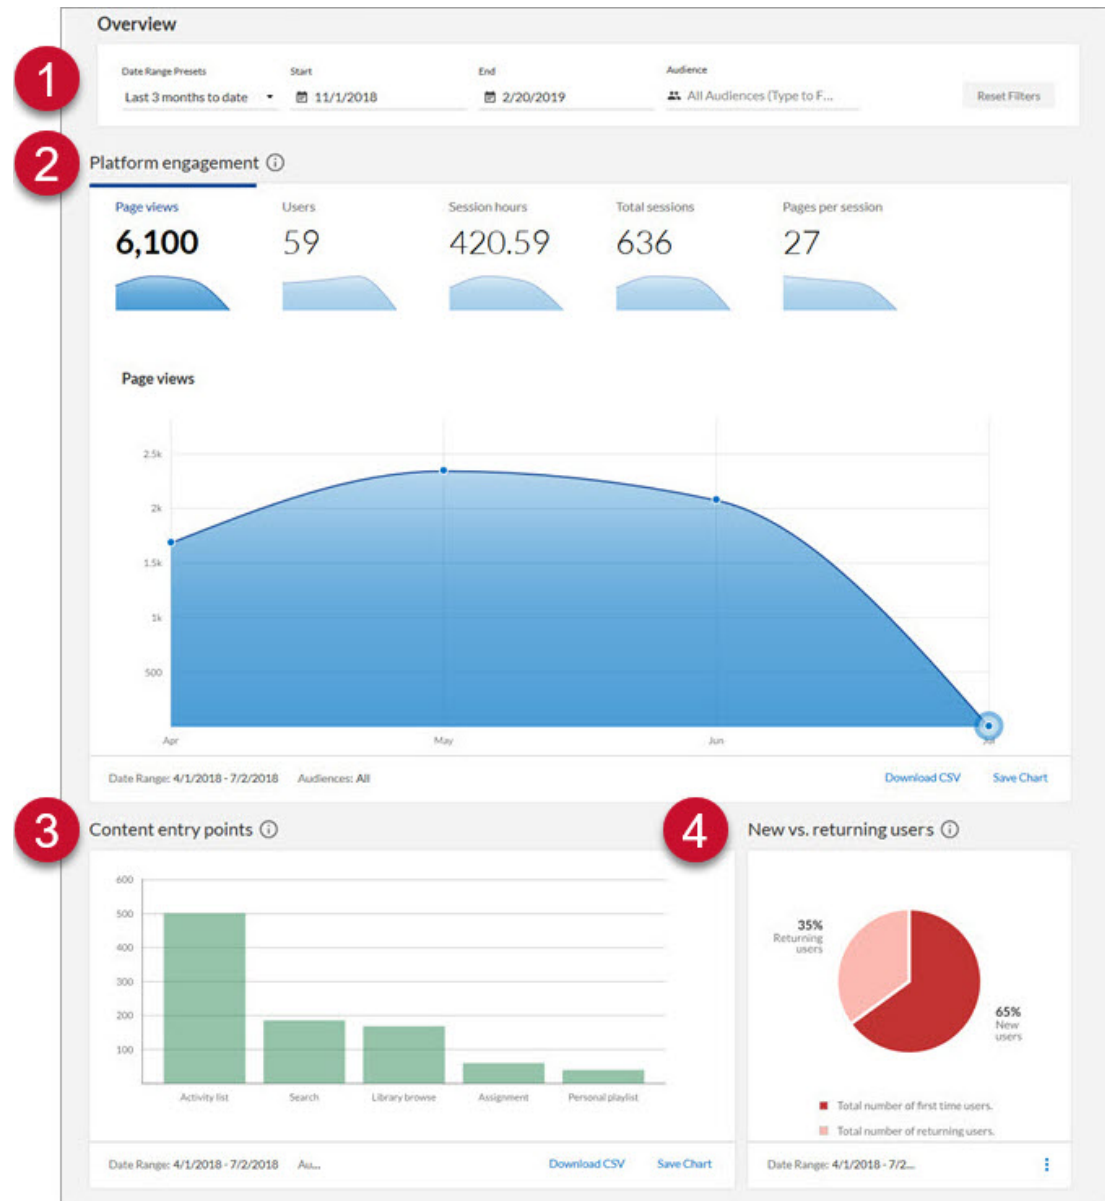 Overview
1
Date Range Presets Start End Audience
Last 3 months to date 11/1/2018 2/20/2019 All Audiences (Type to F... Reset Filters
2
Platform engagement
Page views Users Session hours Total sessions Pages per session
6,100 59 420.59 636 27
Page views
2.5k
2k
1.5k
1k
500
Apr May Jun Jul
Date Range: 4/1/2018 - 7/2/2018 Audiences: All Download CSV Save Chart
3
Content entry points
600
500
400
300
200
100
Activity list Search Library browse Assignment Personal playlist
Date Range: 4/1/2018 - 7/2/2018 Au... Download CSV Save Chart
4
New vs. returning users
35%
Returning
users
65%
New
users
Total number of first time users.
Total number of returning users.
Date Range: 4/1/2018 - 7/2...